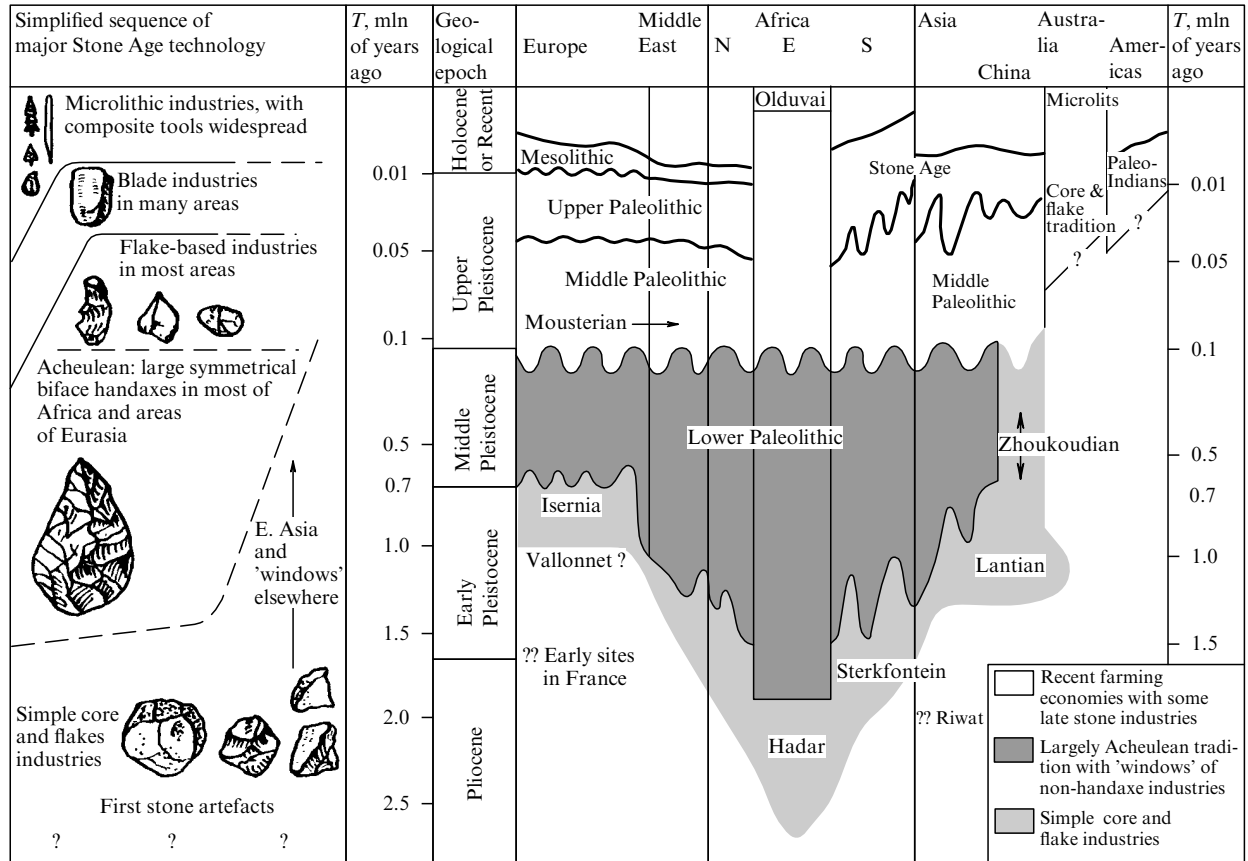 Simplified sequence of
major Stone Age technology
T, mln
of years
ago
Geo-
logical
epoch
Europe
Middle
East
Africa
N E S
Asia
China
Austra-
lia
Amer-
icas
T, mln
of years
ago
Microlithic industries, with
composite tools widespread
Blade industries
in many areas
Flake-based industries
in most areas
Acheulean: large symmetrical
biface handaxes in most of
Africa and areas
of Eurasia
E. Asia
and
'windows'
elsewhere
Simple core
and flakes
industries
First stone artefacts
? ? ?
0.01
0.05
0.1
0.5
0.7
1.0
1.5
2.0
2.5
Holocene
or Recent
Upper
Pleistocene
Middle
Pleistocene
Early
Pleistocene
Pliocene
Olduvai
Microlits
Mesolithic
Stone Age
Paleo-
Indians
Upper Paleolithic
Core &
flake
tradition
?
?
Middle Paleolithic
Middle
Paleolithic
Mousterian
Lower Paleolithic
Zhoukoudian
Isernia
Vallonnet ?
Lantian
?? Early sites
in France
Sterkfontein
?? Riwat
Hadar
0.01
0.05
0.1
0.5
0.7
1.0
1.5
Recent farming
economies with some
late stone industries
Largely Acheulean tradi-
tion with 'windows' of
non-handaxe industries
Simple core and
flake industries